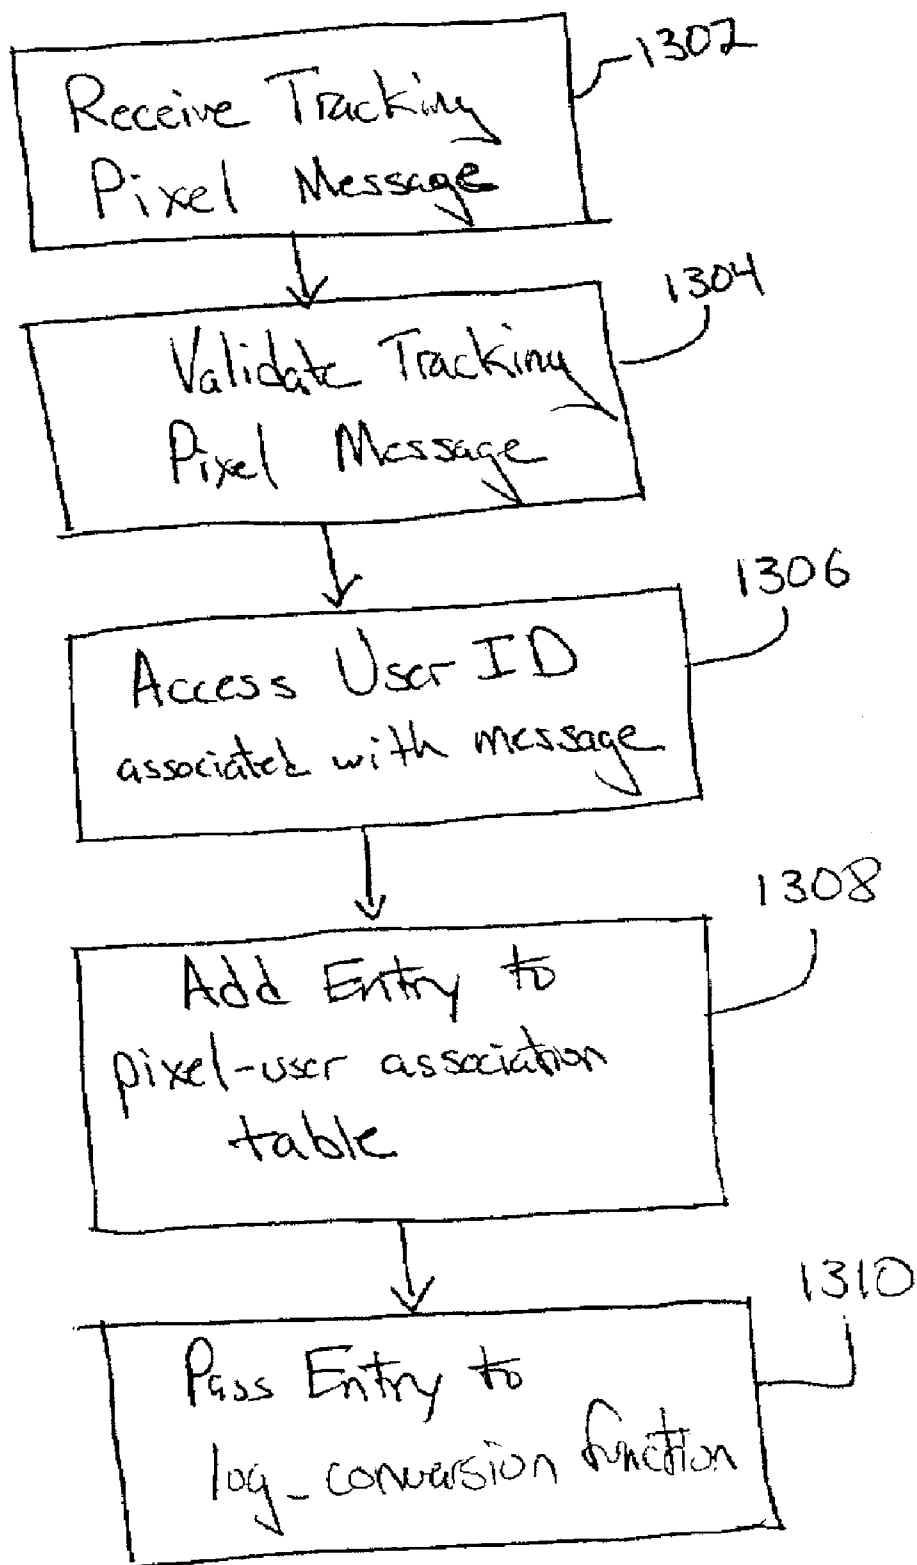 1302
Receive Tracking
Pixel Message
1304
Validate Tracking
Pixel Message
1306
Access User ID
associated with message
1308
Add Entry to
pixel-user association
table
1310
Pass Entry to
log_conversion function